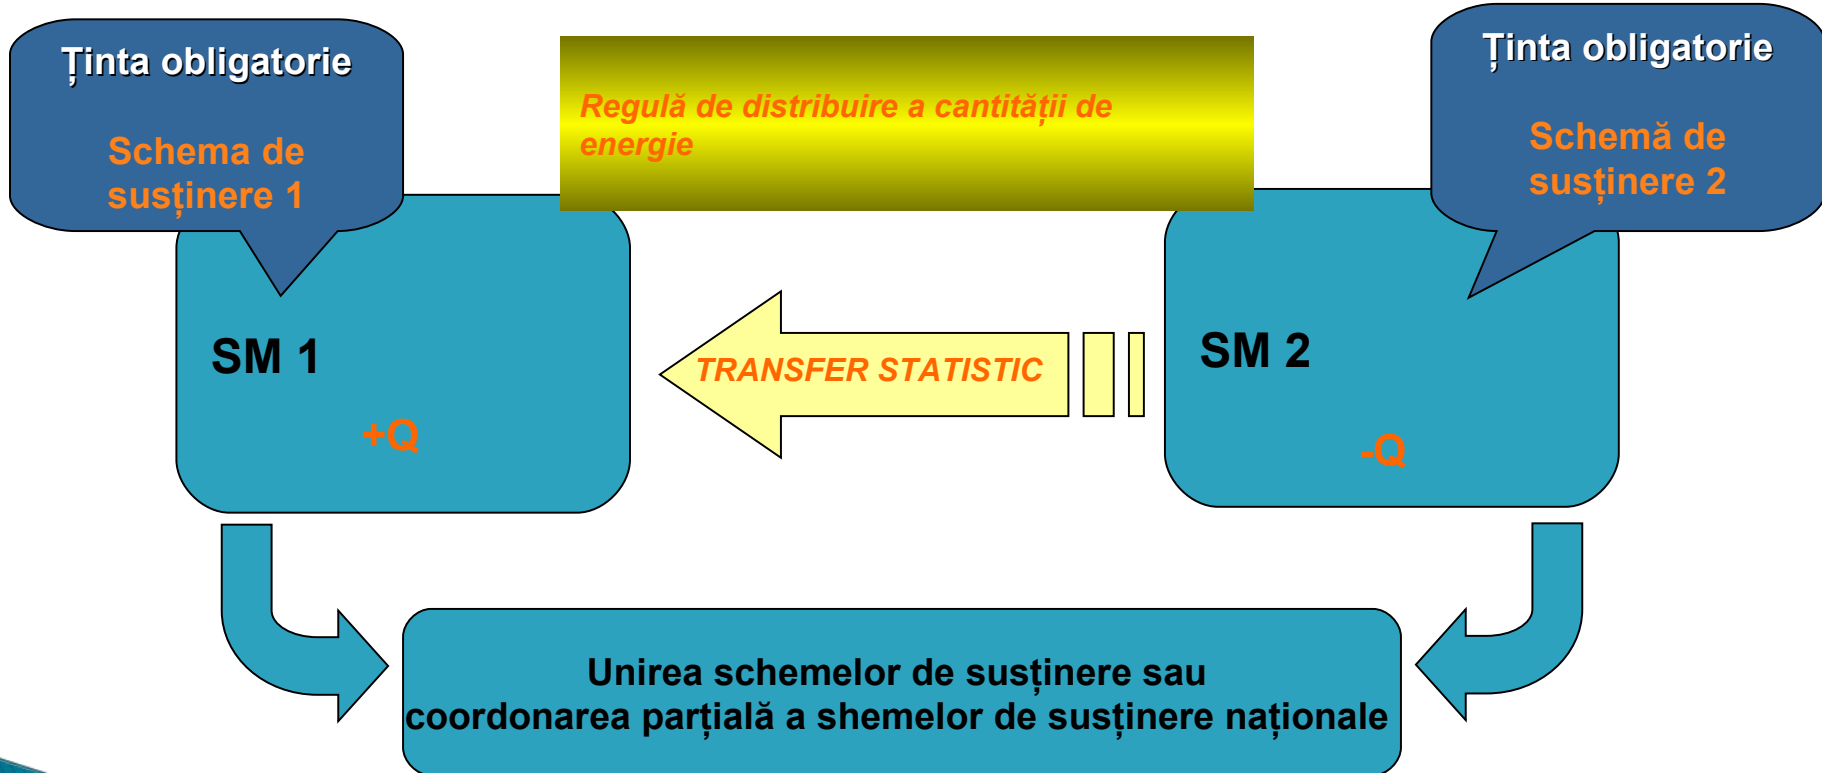 Ținta obligatorie
Schema de
susținere 1
Regulă de distribuire a cantității de
energie
Ținta obligatorie
Schemă de
susținere 2
SM 1
+Q
TRANSFER STATISTIC
SM 2
-Q
Unirea schemelor de susținere sau
coordonarea parțială a shemelor de susținere naționale